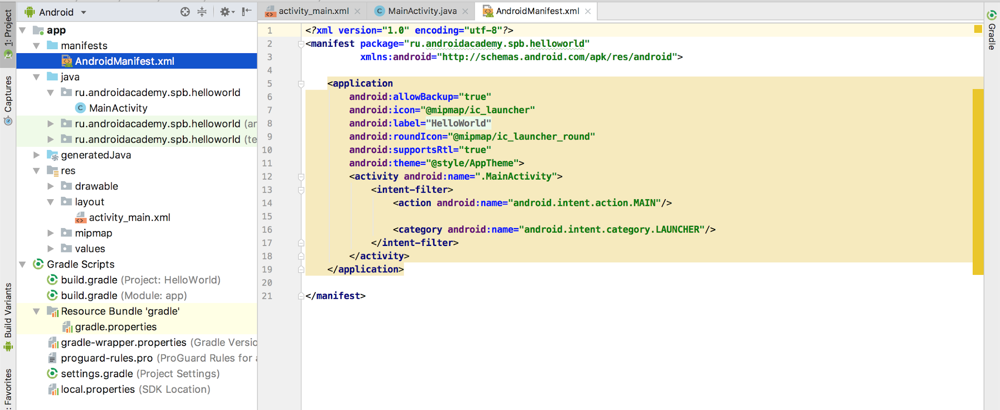 1: Project
Captures
Build Variants
: Favorites
Android
app
manifests
AndroidManifest.xml
java
ru.androidacademy.spb.helloworld
MainActivity
ru.androidacademy.spb.helloworld (ar
ru.androidacademy.spb.helloworld (te
generatedJava
res
drawable
layout
activity_main.xml
mipmap
values
Gradle Scripts
build.gradle (Project: HelloWorld)
build.gradle (Module: app)
Resource Bundle 'gradle'
gradle.properties
gradle-wrapper.properties (Gradle Versio
proguard-rules.pro (ProGuard Rules for a
settings.gradle (Project Settings)
local.properties (SDK Location)
activity_main.xml MainActivity.java AndroidManifest.xml
1 <?xml version="1.0" encoding="utf-8"?>
2 <manifest package="ru.androidacademy.spb.helloworld"
3 xmlns:android="http://schemas.android.com/apk/res/android">
4
5 <application
6 android:allowBackup="true"
7 android:icon="@mipmap/ic_launcher"
8 android:label="HelloWorld"
9 android:roundIcon="@mipmap/ic_launcher_round"
10 android:supportsRtl="true"
11 android:theme="@style/AppTheme">
12 <activity android:name=".MainActivity">
13 <intent-filter>
14 <action android:name="android.intent.action.MAIN"/>
15
16 <category android:name="android.intent.category.LAUNCHER"/>
17 </intent-filter>
18 </activity>
19 </application>
20
21 </manifest>
Gradle